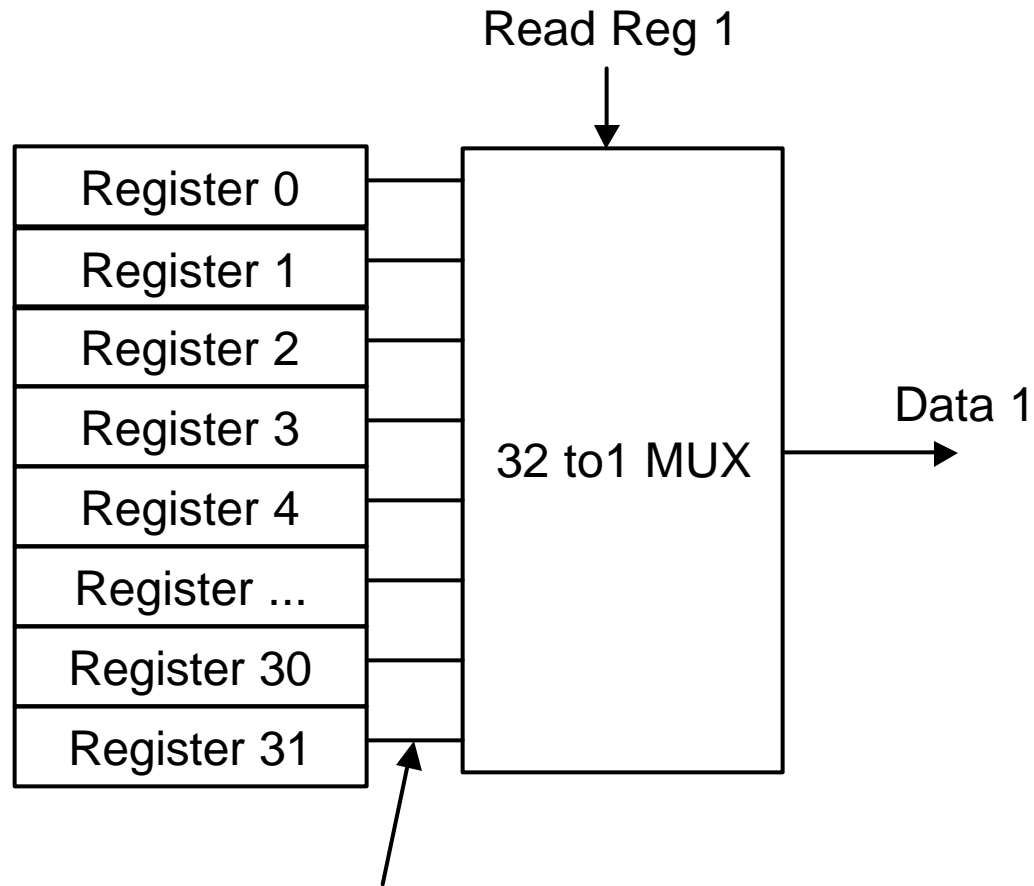 Read Reg 1
Register 0
Register 1
Register 2
Register 3
Register 4
Register ...
Register 30
Register 31
32 to1 MUX
Data 1